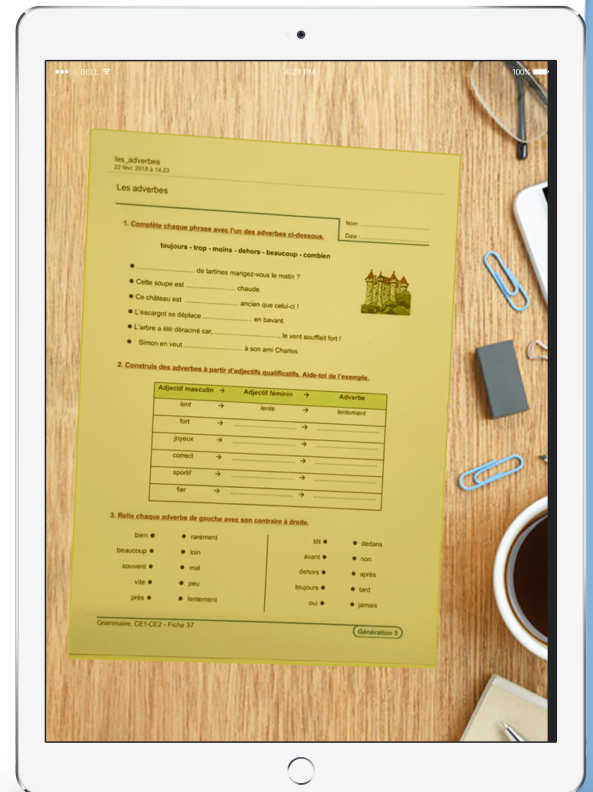 BELL
4:21 PM
100%
les_adverbes
22 févr. 2018 à 14:23
Les adverbes
Nom :
Date :
1. Complète chaque phrase avec l'un des adverbes ci-dessous.
toujours - trop - moins - dehors - beaucoup - combien
● .................... de tartines mangez-vous le matin ?
● Cette soupe est .................... chaude.
● Ce château est .................... ancien que celui-ci !
● L'escargot se déplace .................... en bavant.
● L'arbre a été déraciné car, .................... le vent soufflait fort !
● Simon en veut .................... à son ami Charles.
2. Construis des adverbes à partir d'adjectifs qualificatifs. Aide-toi de l'exemple.
Adjectif masculin → Adjectif féminin → Adverbe
lent → lente → lentement
fort → .................... → ....................
joyeux → .................... → ....................
correct → .................... → ....................
sportif → .................... → ....................
fier → .................... → ....................
3. Relie chaque adverbe de gauche avec son contraire à droite.
bien ● ● rarement
beaucoup ● ● loin
souvent ● ● mal
vite ● ● peu
près ● ● lentement
tôt ● ● dedans
avant ● ● non
dehors ● ● après
toujours ● ● tard
oui ● ● jamais
Grammaire, CE1-CE2 - Fiche 37
Génération 5